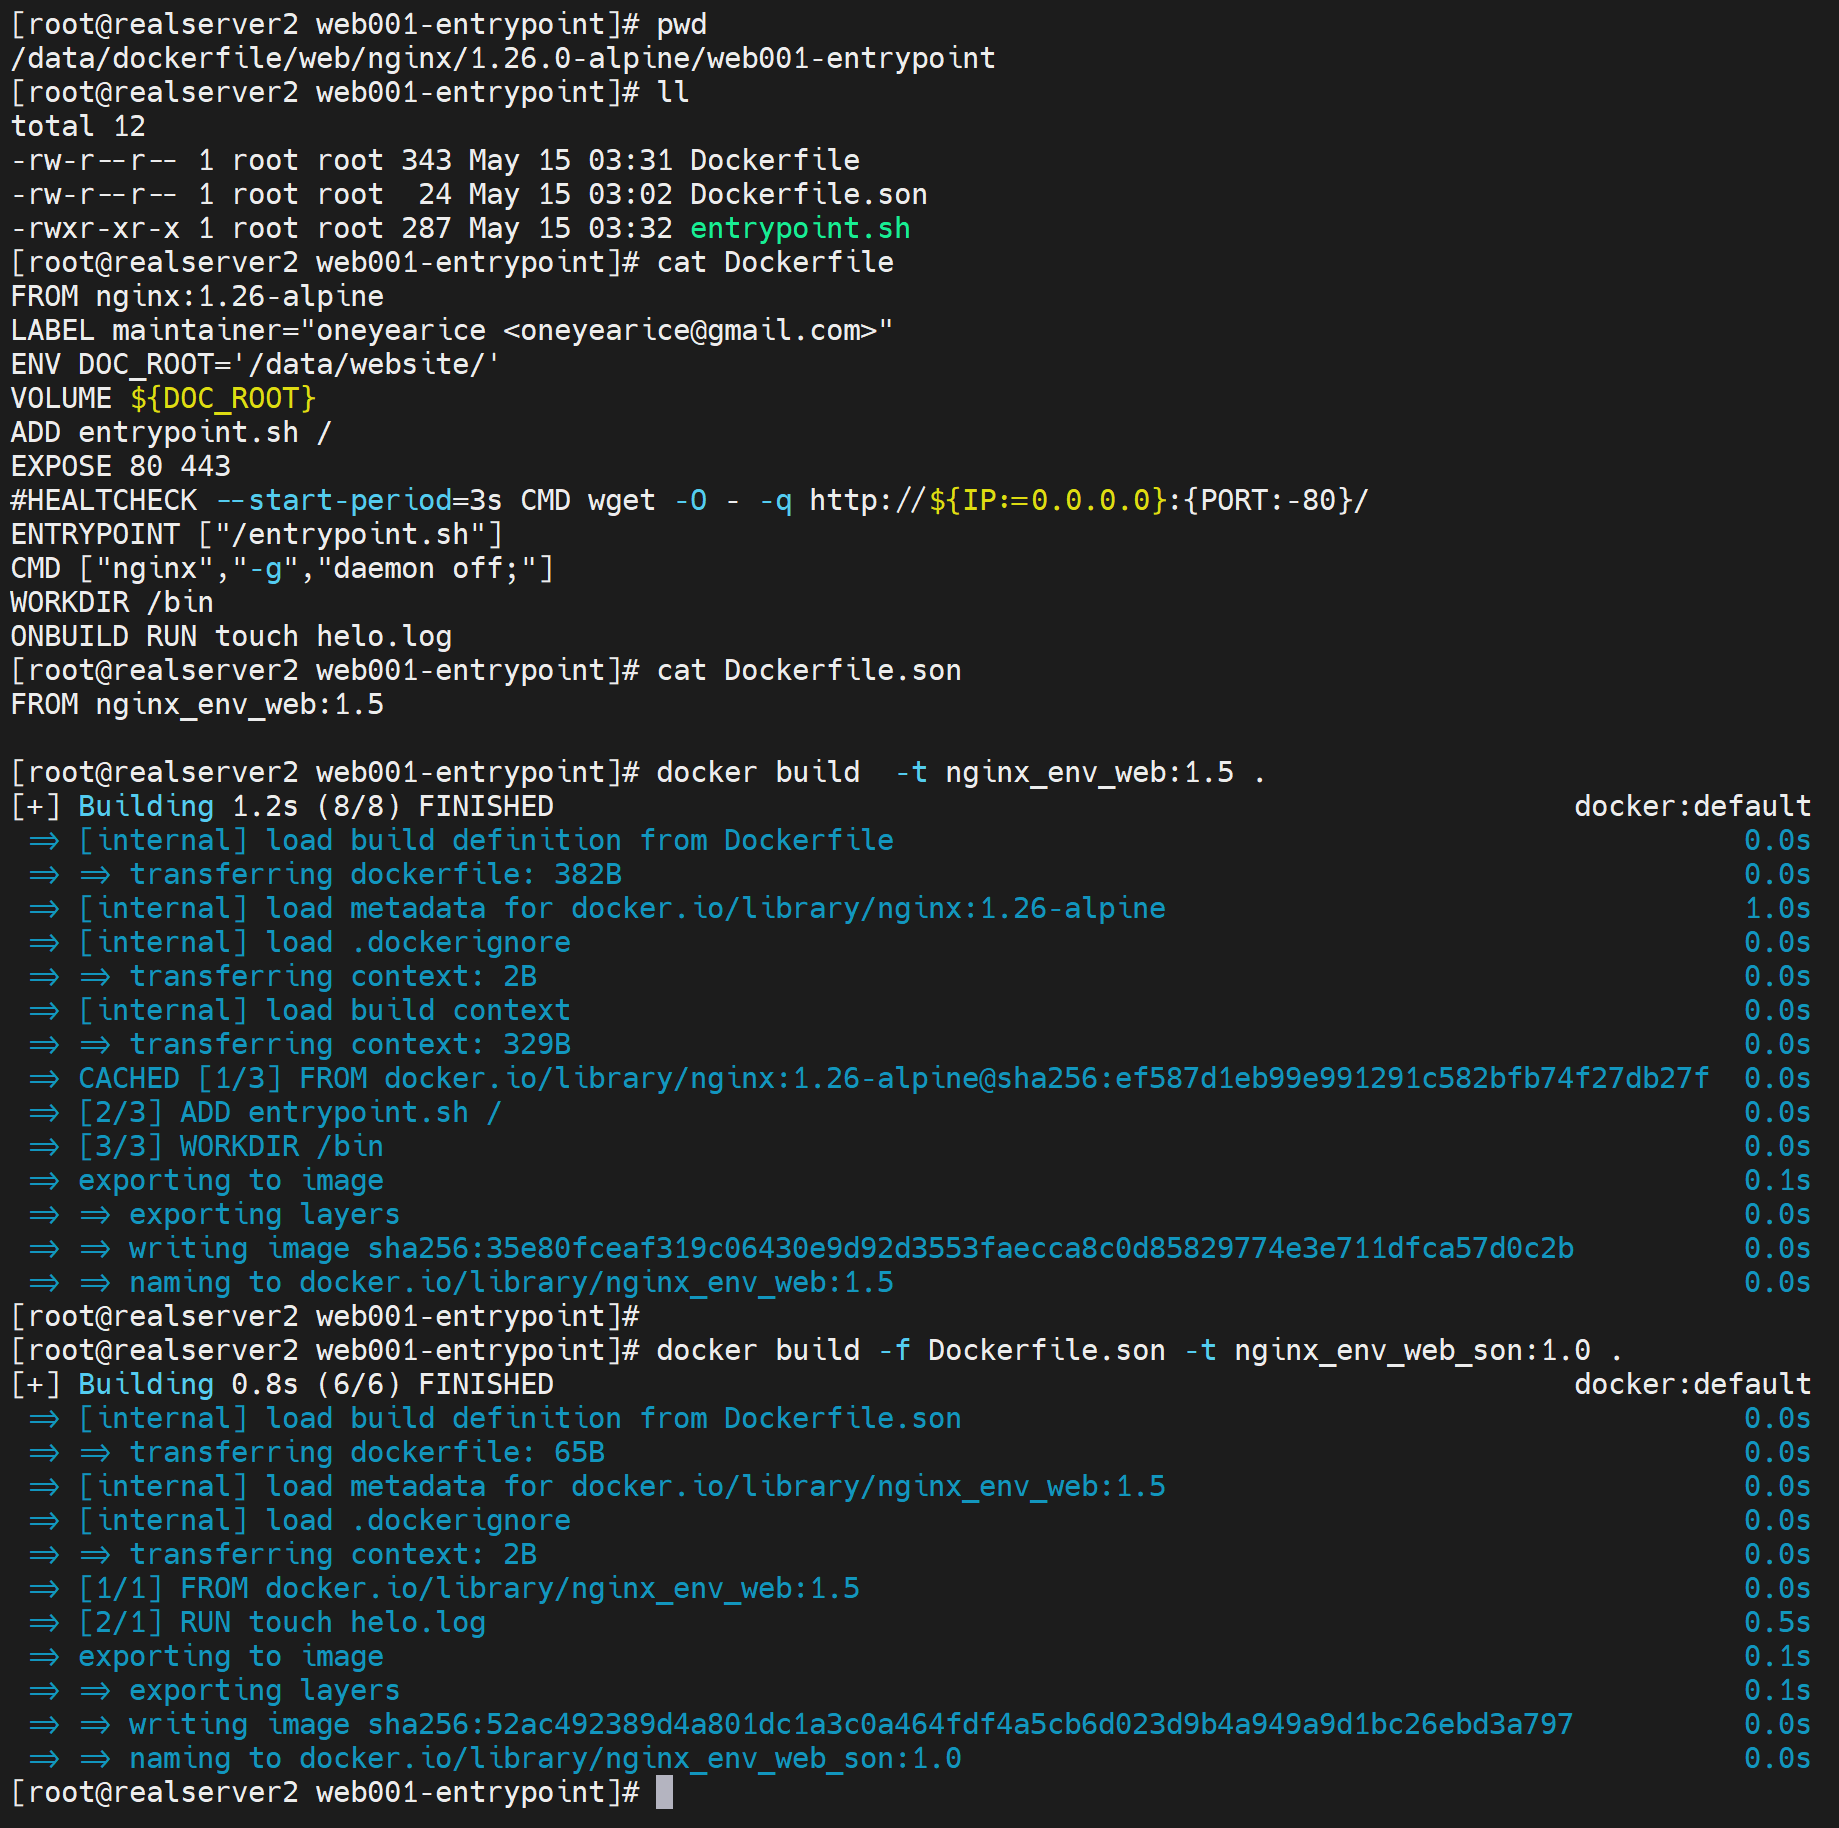 [root@realserver2 web001-entrypoint]# pwd
/data/dockerfile/web/nginx/1.26.0-alpine/web001-entrypoint
[root@realserver2 web001-entrypoint]# ll
total 12
-rw-r--r-- 1 root root 343 May 15 03:31 Dockerfile
-rw-r--r-- 1 root root  24 May 15 03:02 Dockerfile.son
-rwxr-xr-x 1 root root 287 May 15 03:32 entrypoint.sh
[root@realserver2 web001-entrypoint]# cat Dockerfile
FROM nginx:1.26-alpine
LABEL maintainer="oneyearice <oneyearice@gmail.com>"
ENV DOC_ROOT='/data/website/'
VOLUME ${DOC_ROOT}
ADD entrypoint.sh /
EXPOSE 80 443
#HEALTCHECK --start-period=3s CMD wget -O - -q http://${IP:=0.0.0.0}:{PORT:-80}/
ENTRYPOINT ["/entrypoint.sh"]
CMD ["nginx","-g","daemon off;"]
WORKDIR /bin
ONBUILD RUN touch helo.log
[root@realserver2 web001-entrypoint]# cat Dockerfile.son
FROM nginx_env_web:1.5

[root@realserver2 web001-entrypoint]# docker build  -t nginx_env_web:1.5 .
[+] Building 1.2s (8/8) FINISHED docker:default
=> [internal] load build definition from Dockerfile 0.0s
=> => transferring dockerfile: 382B 0.0s
=> [internal] load metadata for docker.io/library/nginx:1.26-alpine 1.0s
=> [internal] load .dockerignore 0.0s
=> => transferring context: 2B 0.0s
=> [internal] load build context 0.0s
=> => transferring context: 329B 0.0s
=> CACHED [1/3] FROM docker.io/library/nginx:1.26-alpine@sha256:ef587d1eb99e991291c582bfb74f27db27f 0.0s
=> [2/3] ADD entrypoint.sh / 0.0s
=> [3/3] WORKDIR /bin 0.0s
=> exporting to image 0.1s
=> => exporting layers 0.0s
=> => writing image sha256:35e80fceaf319c06430e9d92d3553faecca8c0d85829774e3e711dfca57d0c2b 0.0s
=> => naming to docker.io/library/nginx_env_web:1.5 0.0s
[root@realserver2 web001-entrypoint]#
[root@realserver2 web001-entrypoint]# docker build -f Dockerfile.son -t nginx_env_web_son:1.0 .
[+] Building 0.8s (6/6) FINISHED docker:default
=> [internal] load build definition from Dockerfile.son 0.0s
=> => transferring dockerfile: 65B 0.0s
=> [internal] load metadata for docker.io/library/nginx_env_web:1.5 0.0s
=> [internal] load .dockerignore 0.0s
=> => transferring context: 2B 0.0s
=> [1/1] FROM docker.io/library/nginx_env_web:1.5 0.0s
=> [2/1] RUN touch helo.log 0.5s
=> exporting to image 0.1s
=> => exporting layers 0.1s
=> => writing image sha256:52ac492389d4a801dc1a3c0a464fdf4a5cb6d023d9b4a949a9d1bc26ebd3a797 0.0s
=> => naming to docker.io/library/nginx_env_web_son:1.0 0.0s
[root@realserver2 web001-entrypoint]#